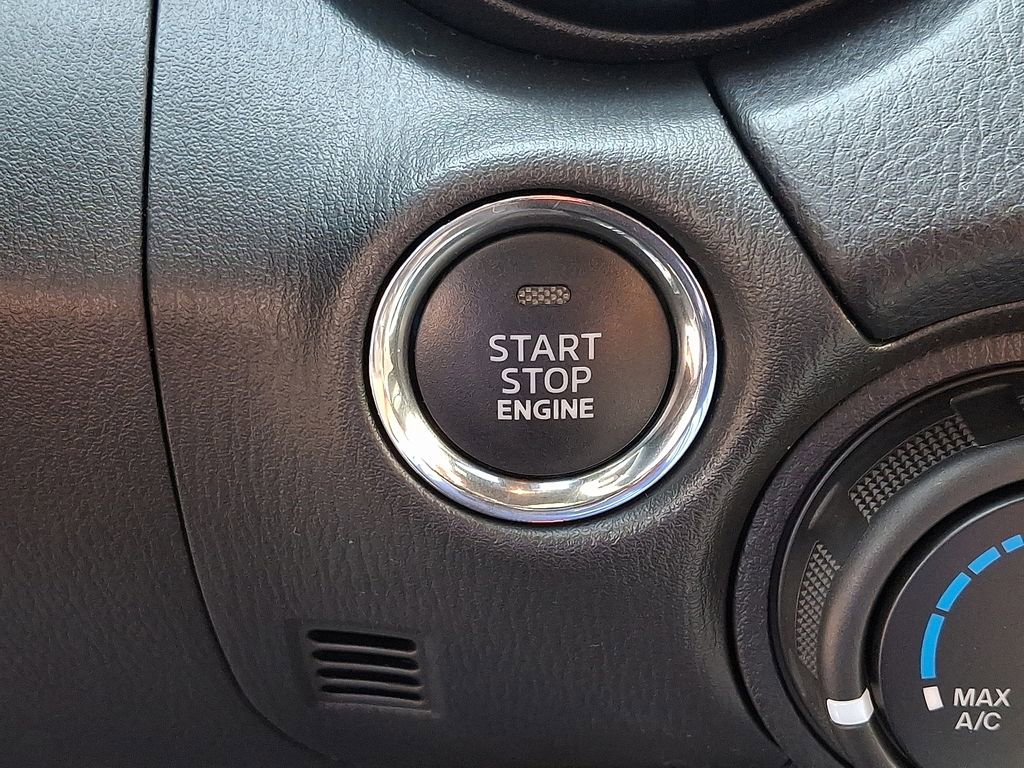 START
STOP
ENGINE
MAX
A/C